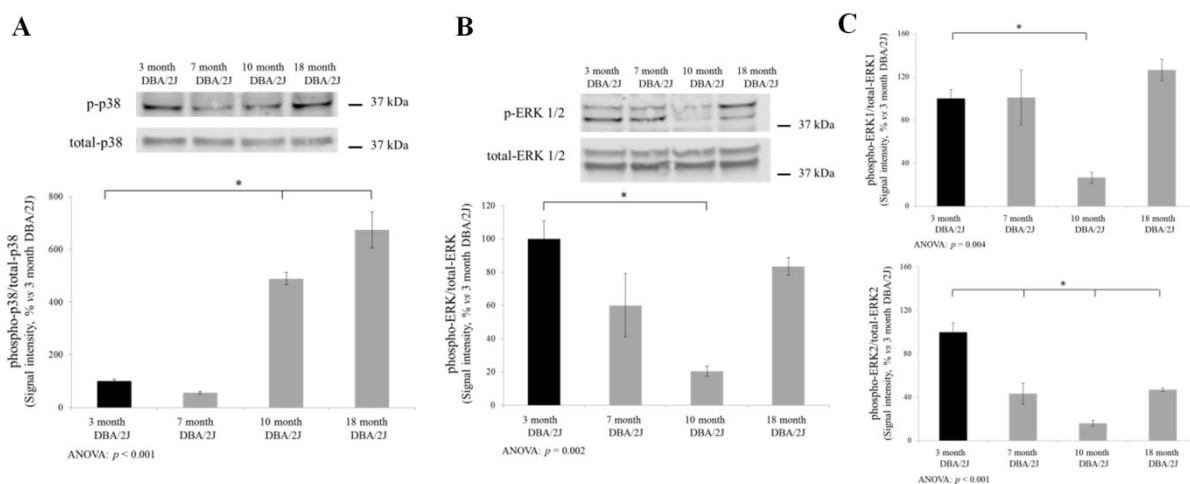 A
3 month
DBA/2J
7 month
DBA/2J
10 month
DBA/2J
18 month
DBA/2J
p-p38
37 kDa
total-p38
37 kDa
phospho-p38/total-p38
(Signal intensity, % vs 3 month DBA/2J)
800
600
400
200
0
*
3 month
DBA/2J
7 month
DBA/2J
10 month
DBA/2J
18 month
DBA/2J
ANOVA: p < 0.001
B
3 month
DBA/2J
7 month
DBA/2J
10 month
DBA/2J
18 month
DBA/2J
p-ERK 1/2
37 kDa
total-ERK 1/2
37 kDa
phospho-ERK/total-ERK
(Signal intensity, % vs 3 month DBA/2J)
120
100
80
60
40
20
0
*
3 month
DBA/2J
7 month
DBA/2J
10 month
DBA/2J
18 month
DBA/2J
ANOVA: p = 0.002
C
phospho-ERK1/total-ERK1
(Signal intensity, % vs 3 month DBA/2J)
160
120
80
40
0
*
3 month
DBA/2J
7 month
DBA/2J
10 month
DBA/2J
18 month
DBA/2J
ANOVA: p = 0.004
phospho-ERK2/total-ERK2
(Signal intensity, % vs 3 month DBA/2J)
160
120
80
40
0
*
3 month
DBA/2J
7 month
DBA/2J
10 month
DBA/2J
18 month
DBA/2J
ANOVA: p < 0.001